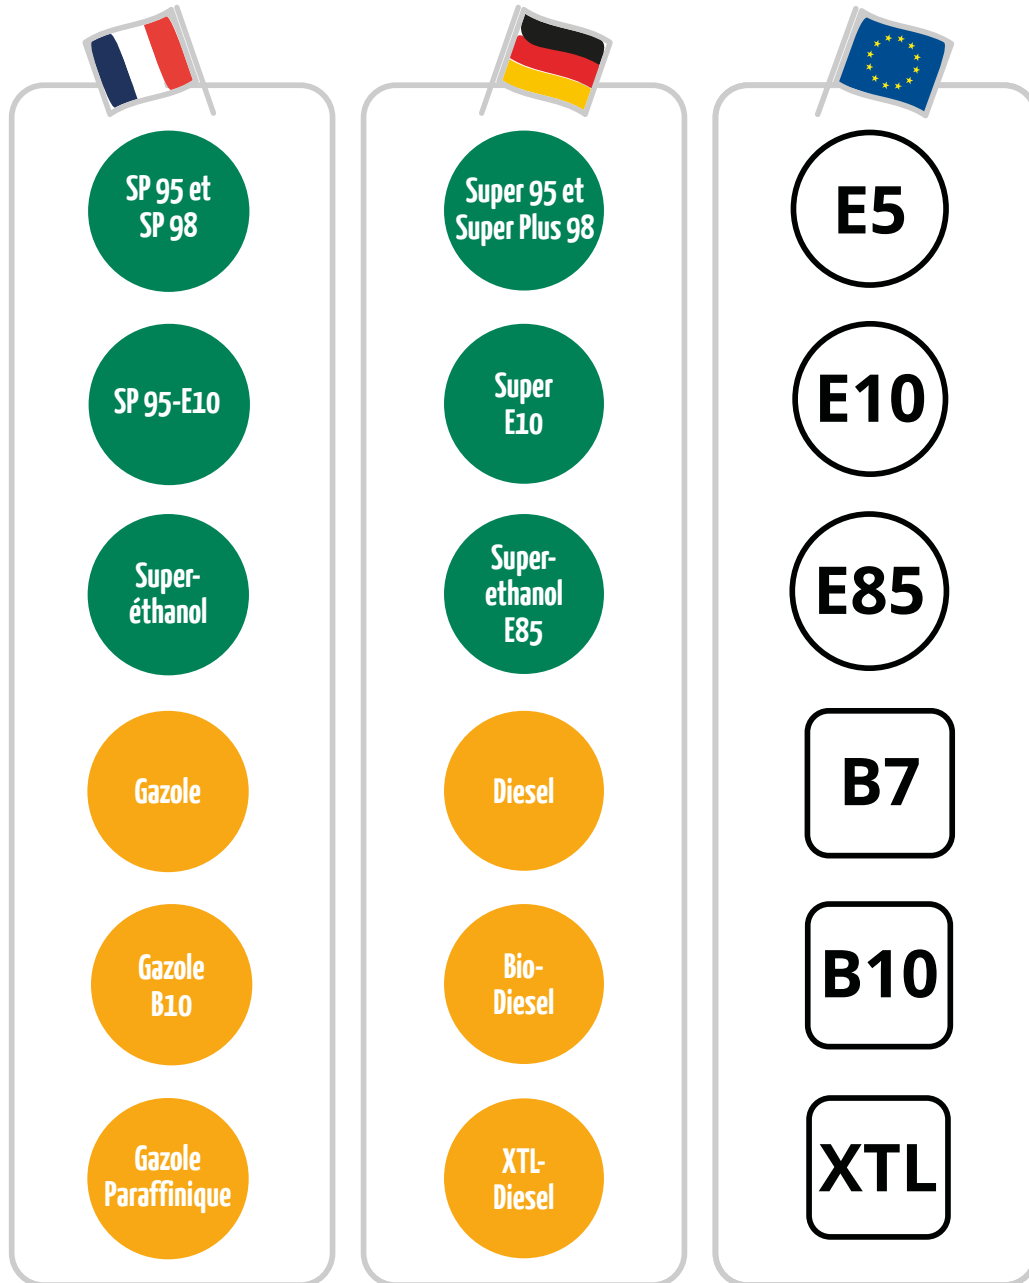 SP 95 et
SP 98
Super 95 et
Super Plus 98
E5
SP 95-E10
Super
E10
E10
Super-
éthanol
Super-
ethanol
E85
E85
Gazole
Diesel
B7
Gazole
B10
Bio-
Diesel
B10
Gazole
Paraffinique
XTL-
Diesel
XTL